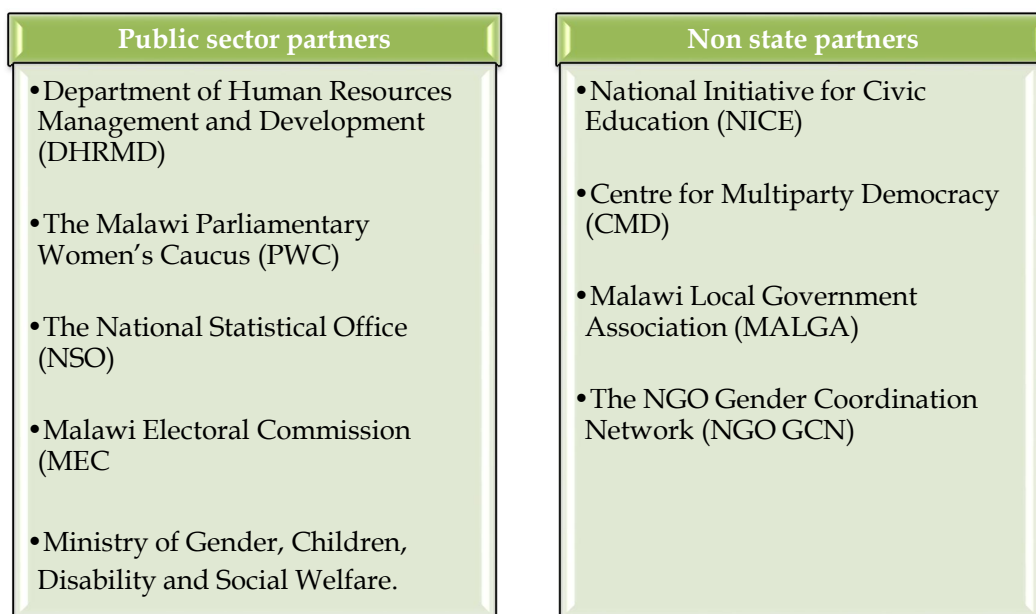 Public sector partners
•Department of Human Resources
Management and Development
(DHRMD)
•The Malawi Parliamentary
Women’s Caucus (PWC)
•The National Statistical Office
(NSO)
•Malawi Electoral Commission
(MEC
•Ministry of Gender, Children,
Disability and Social Welfare.
Non state partners
•National Initiative for Civic
Education (NICE)
•Centre for Multiparty Democracy
(CMD)
•Malawi Local Government
Association (MALGA)
•The NGO Gender Coordination
Network (NGO GCN)